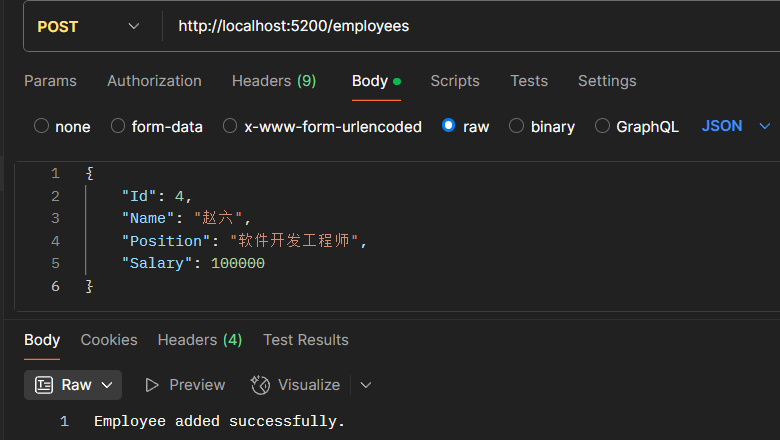 POST http://localhost:5200/employees
Params Authorization Headers (9) Body Scripts Tests Settings
none form-data x-www-form-urlencoded raw binary GraphQL JSON
1 {
2 "Id": 4,
3 "Name": "赵六",
4 "Position": "软件开发工程师",
5 "Salary": 100000
6 }
Body Cookies Headers (4) Test Results
Raw Preview Visualize
1 Employee added successfully.